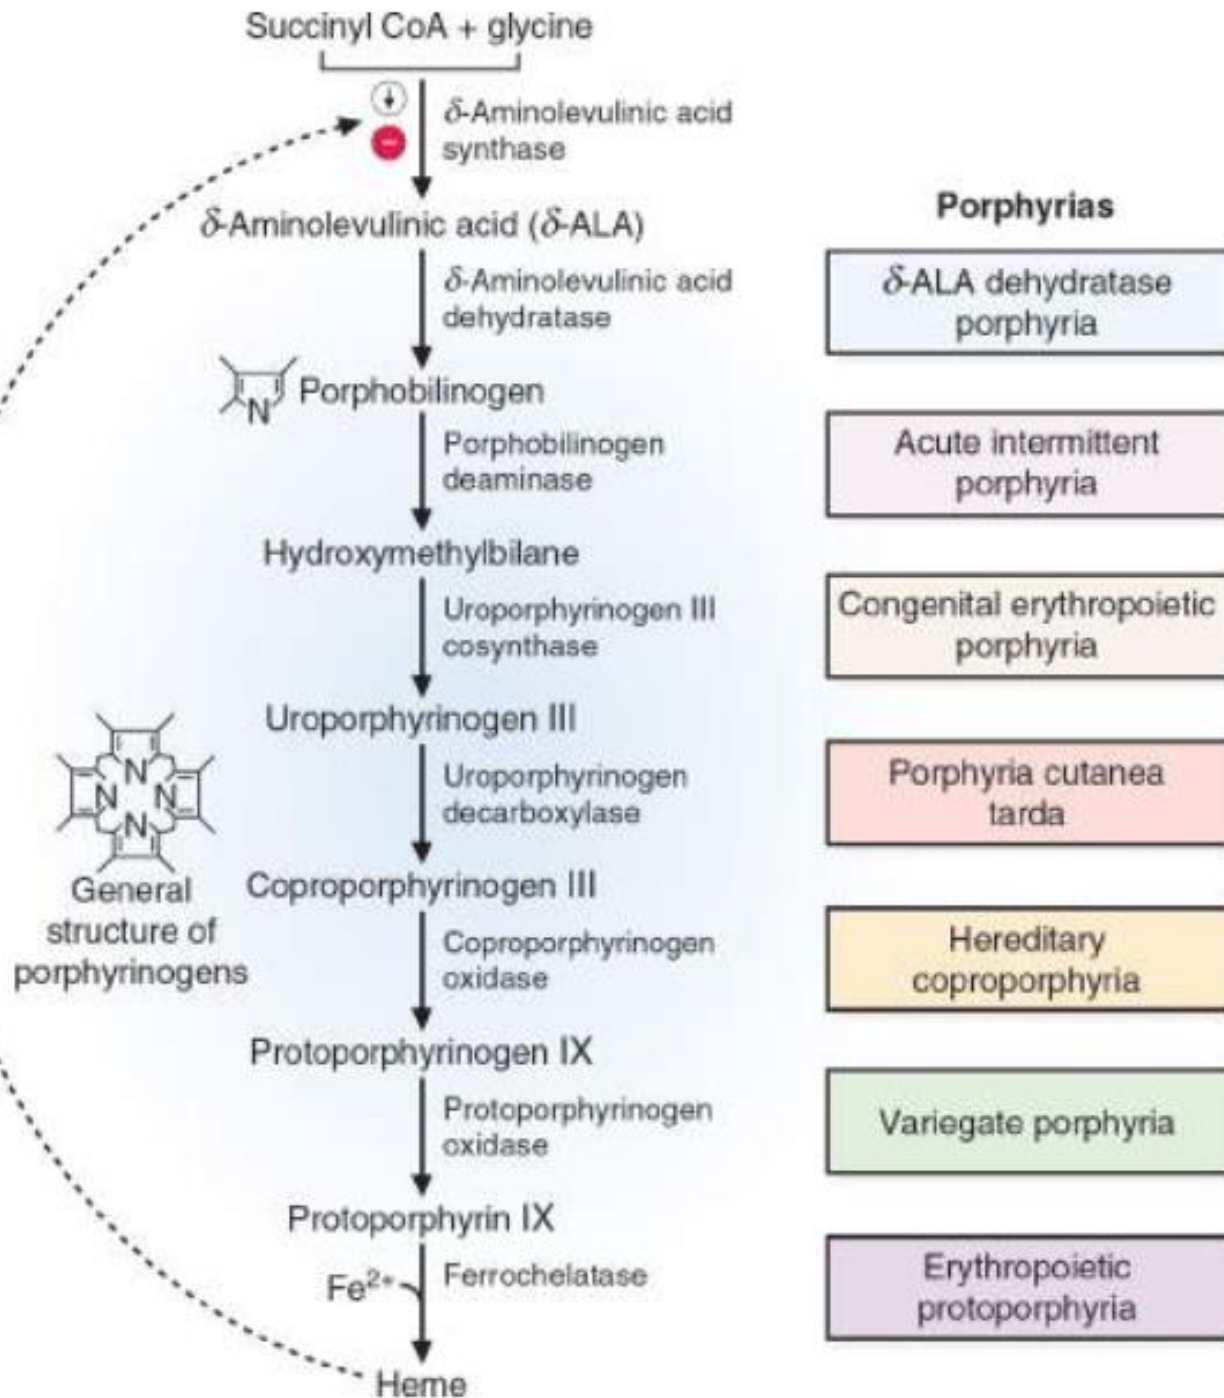 Succinyl CoA + glycine
δ-Aminolevulinic acid
synthase
δ-Aminolevulinic acid (δ-ALA)
δ-Aminolevulinic acid
dehydratase
N
Porphobilinogen
Porphobilinogen
deaminase
Hydroxymethylbilane
Uroporphyrinogen III
cosynthase
Uroporphyrinogen III
Uroporphyrinogen
decarboxylase
N
N N
N
General
structure of
porphyrinogens
Coproporphyrinogen III
Coproporphyrinogen
oxidase
Protoporphyrinogen IX
Protoporphyrinogen
oxidase
Protoporphyrin IX
Fe²⁺
Ferrochelatase
Heme
Porphyrias
δ-ALA dehydratase
porphyria
Acute intermittent
porphyria
Congenital erythropoietic
porphyria
Porphyria cutanea
tarda
Hereditary
coproporphyria
Variegate porphyria
Erythropoietic
protoporphyria